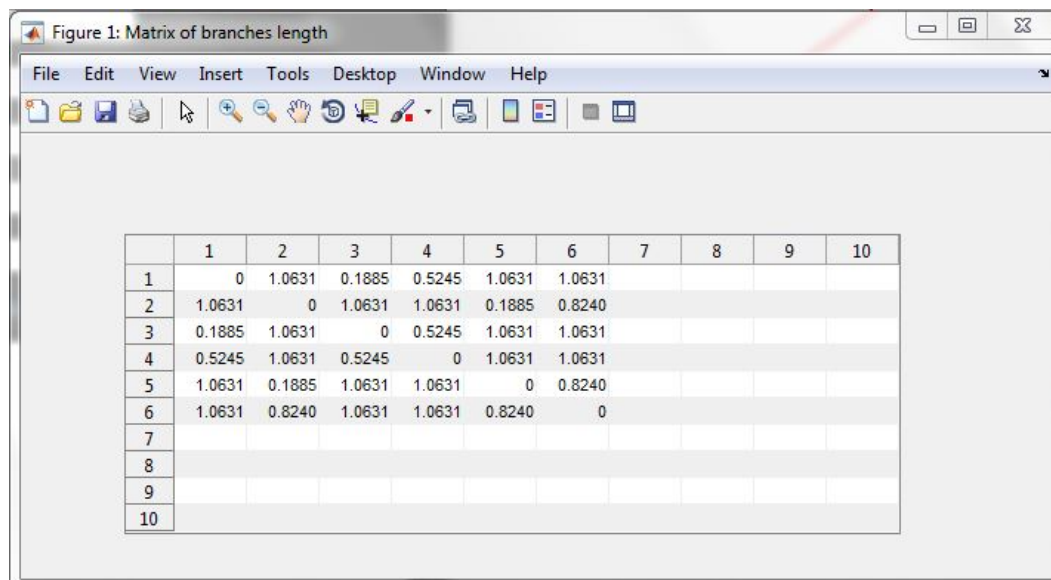 Figure 1: Matrix of branches length
File Edit View Insert Tools Desktop Window Help
1 2 3 4 5 6 7 8 9 10
1 0 1.0631 0.1885 0.5245 1.0631 1.0631
2 1.0631 0 1.0631 1.0631 0.1885 0.8240
3 0.1885 1.0631 0 0.5245 1.0631 1.0631
4 0.5245 1.0631 0.5245 0 1.0631 1.0631
5 1.0631 0.1885 1.0631 1.0631 0 0.8240
6 1.0631 0.8240 1.0631 1.0631 0.8240 0
7
8
9
10